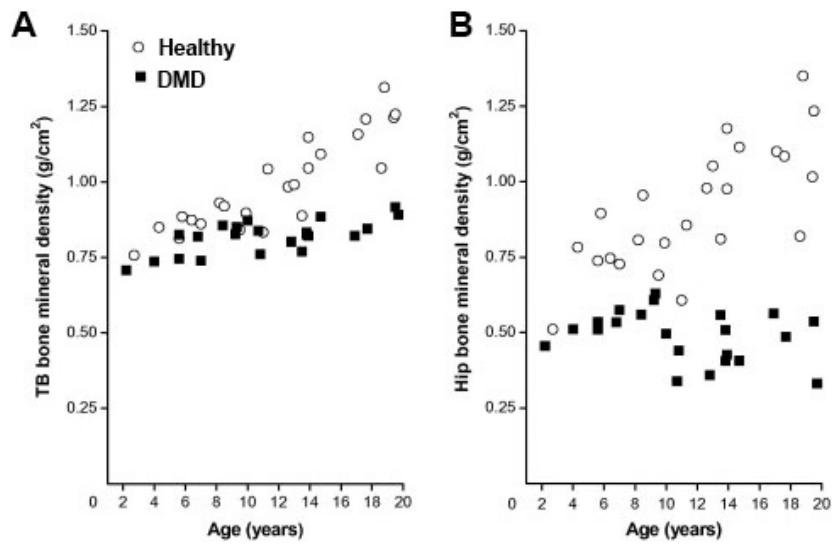 A
B
Healthy
DMD
TB bone mineral density (g/cm²)
1.50
1.25
1.00
0.75
0.50
0.25
0 2 4 6 8 10 12 14 16 18 20
Age (years)
Hip bone mineral density (g/cm²)
1.50
1.25
1.00
0.75
0.50
0.25
0 2 4 6 8 10 12 14 16 18 20
Age (years)